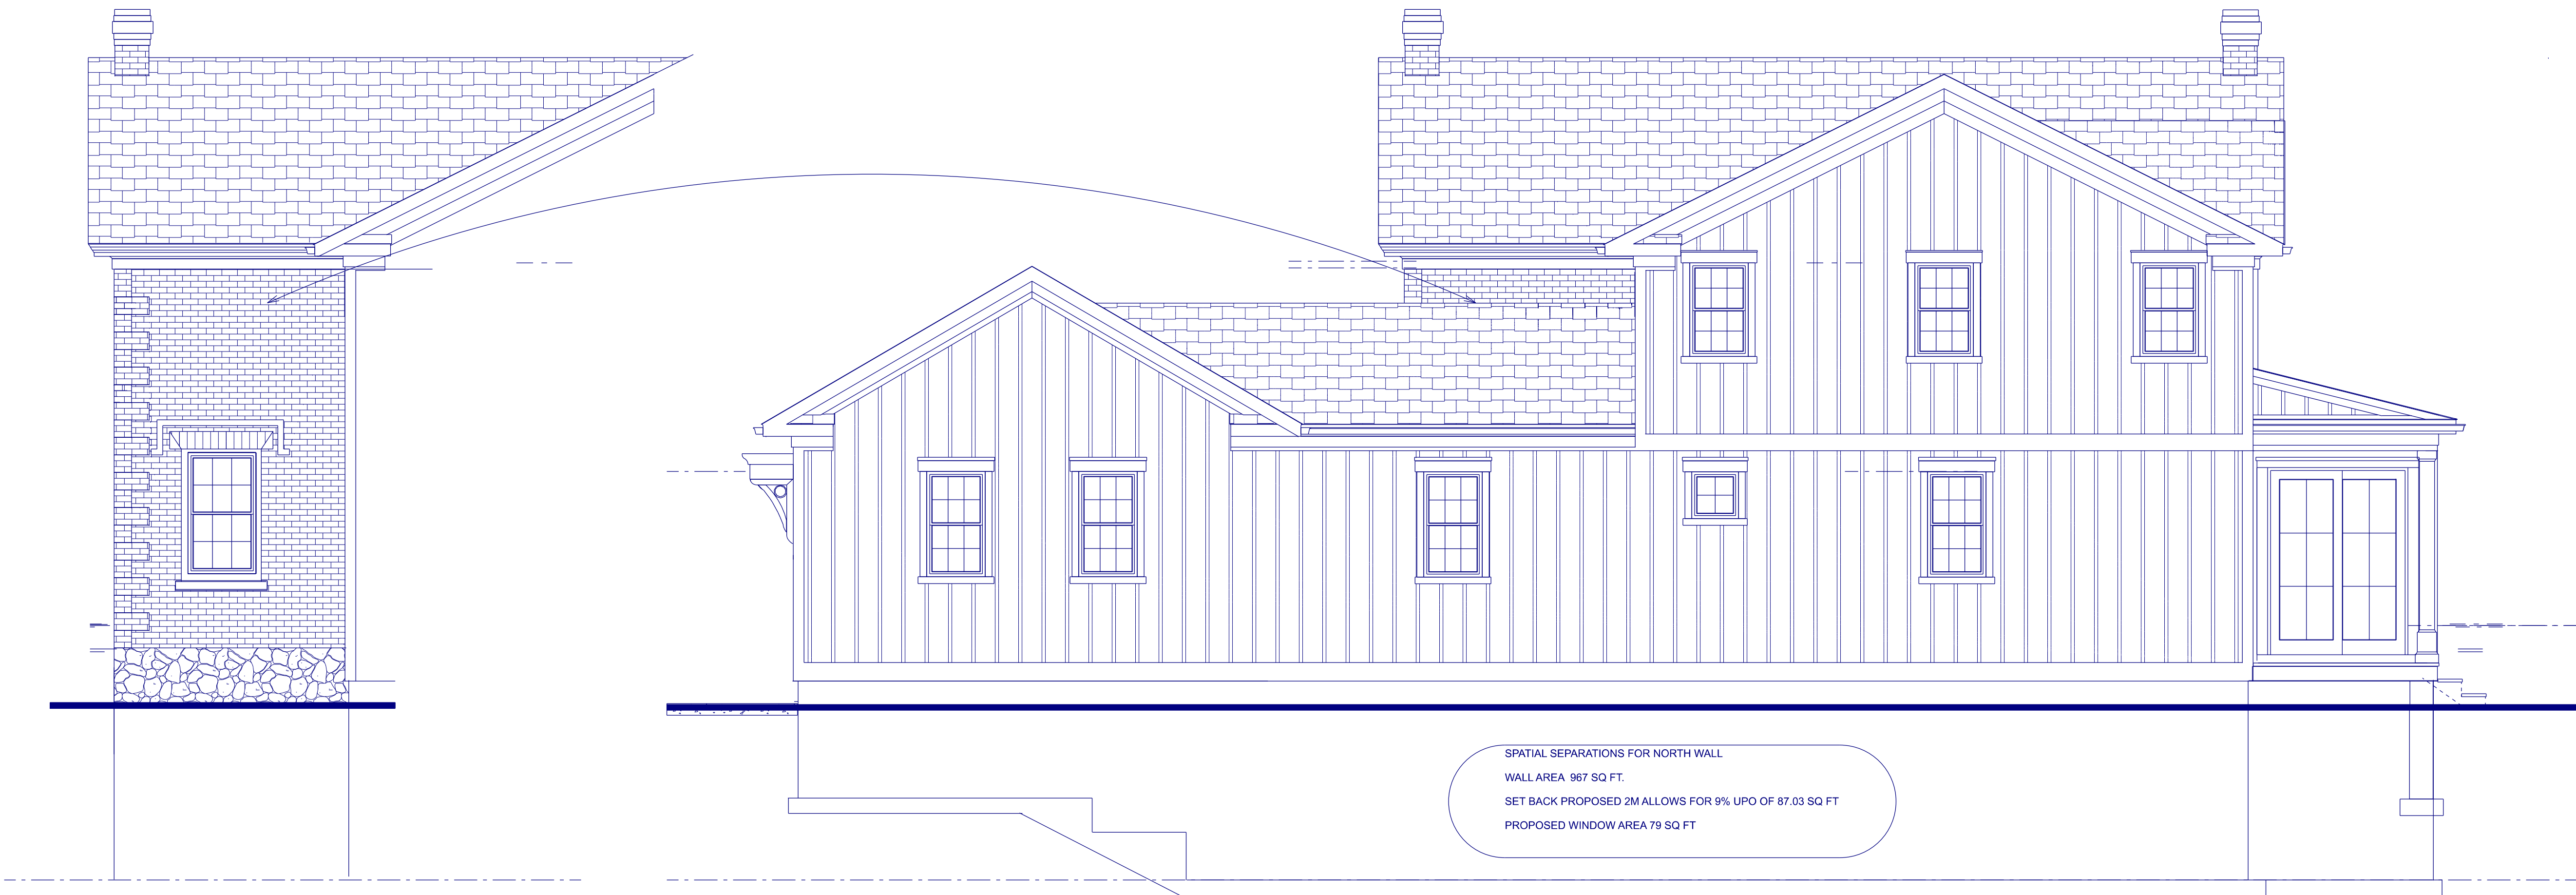 SPATIAL SEPARATIONS FOR NORTH WALL
WALL AREA 967 SQ FT.
SET BACK PROPOSED 2M ALLOWS FOR 9% UPO OF 87.03 SQ FT
PROPOSED WINDOW AREA 79 SQ FT